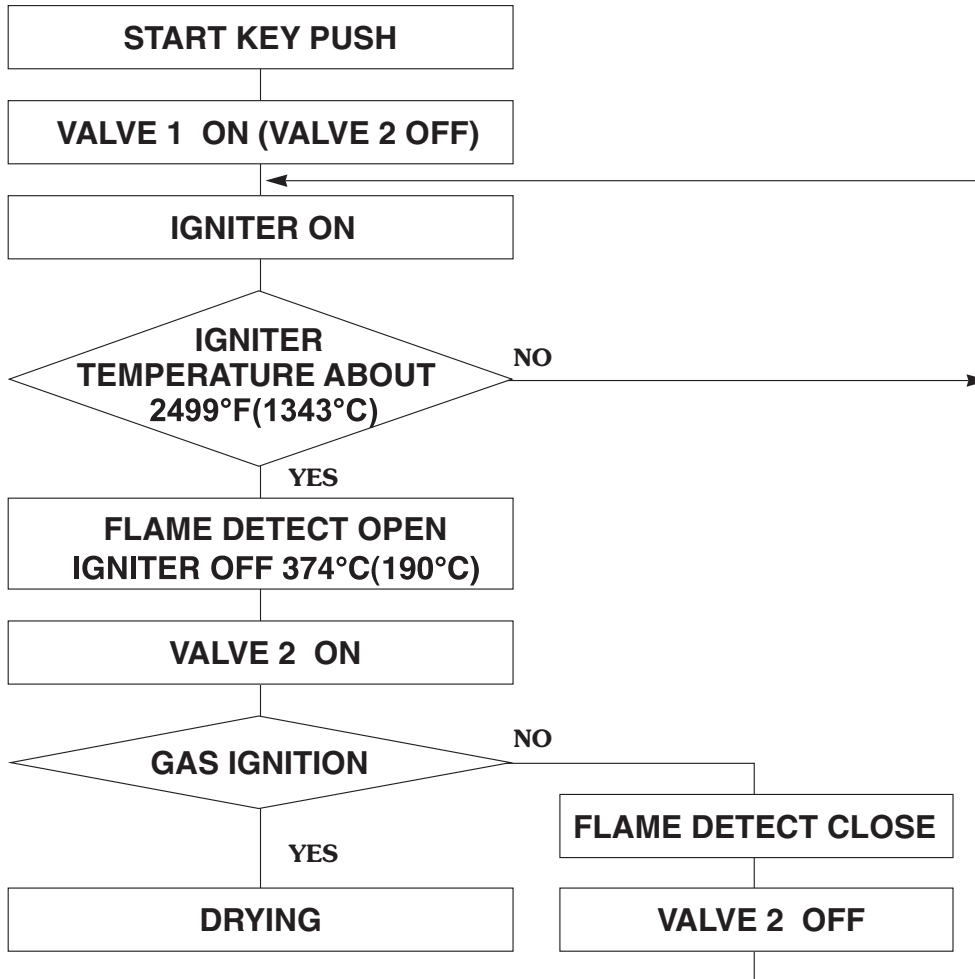 START KEY PUSH
VALVE 1 ON (VALVE 2 OFF)
IGNITER ON
IGNITER
TEMPERATURE ABOUT
2499°F(1343°C)
NO
YES
FLAME DETECT OPEN
IGNITER OFF 374°C(190°C)
VALVE 2 ON
GAS IGNITION
NO
FLAME DETECT CLOSE
YES
DRYING
VALVE 2 OFF